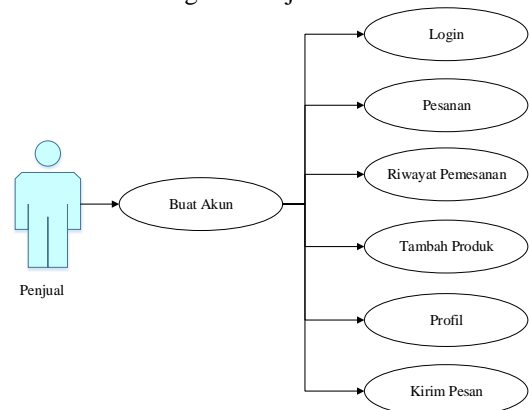 Login
Pesanan
Riwayat Pemesanan
Buat Akun
Tambah Produk
Penjual
Profil
Kirim Pesan